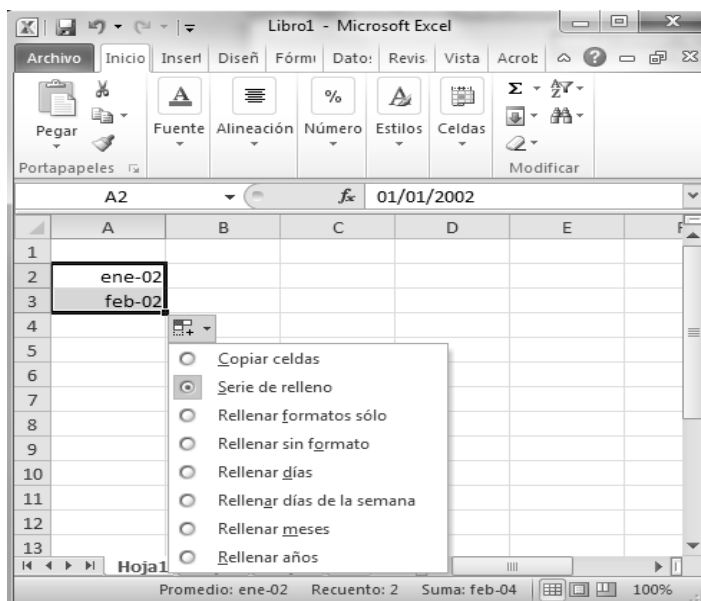 Libro1 - Microsoft Excel
Archivo Inicio Insert Diseñ Fórmu Datos Revis Vista Acrob
Pegar Fuente Alineación Número Estilos Celdas
Portapapeles Modificar
A2 fx 01/01/2002
A B C D E F
1
2 ene-02
3 feb-02
4
5 Copiar celdas
6 Serie de relleno
7 Rellenar formatos sólo
8
9 Rellenar sin formato
10 Rellenar días
11 Rellenar días de la semana
12 Rellenar meses
13 Rellenar años
Hoja1
Promedio: ene-02 Recuento: 2 Suma: feb-04 100%